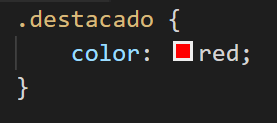 .destacado {
    color: red;
}